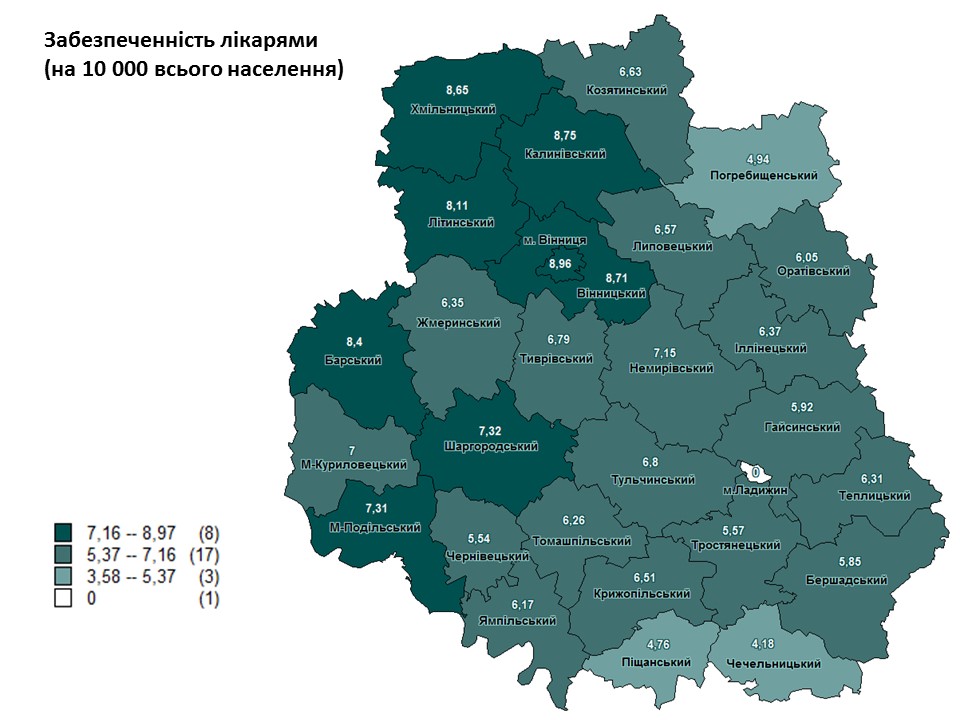 Забезпеченність лікарями
(на 10 000 всього населення)
6,63
Козятинський
8,65
Хмільницький
8,75
Калинівський
4,94
Погребищенський
8,11
Літинський
6,57
Липовецький
м. Вінниця
8,96
8,71
Вінницький
6,05
Оратівський
6,35
Жмеринський
8,4
Барський
6,79
Тиврівський
7,15
Немирівський
6,37
Іллінецький
5,92
Гайсинський
7,32
Шаргородський
7
М-Куриловецький
6,8
Тульчинський
0
м.Ладижин
6,31
Теплицький
7,31
М-Подільський
5,54
Чернівецький
6,26
Томашпільський
5,57
Тростянецький
5,85
Бершадський
6,51
Крижопільський
6,17
Ямпільський
4,76
Піщанський
4,18
Чечельницький
7,16 -- 8,97 (8)
5,37 -- 7,16 (17)
3,58 -- 5,37 (3)
0 (1)